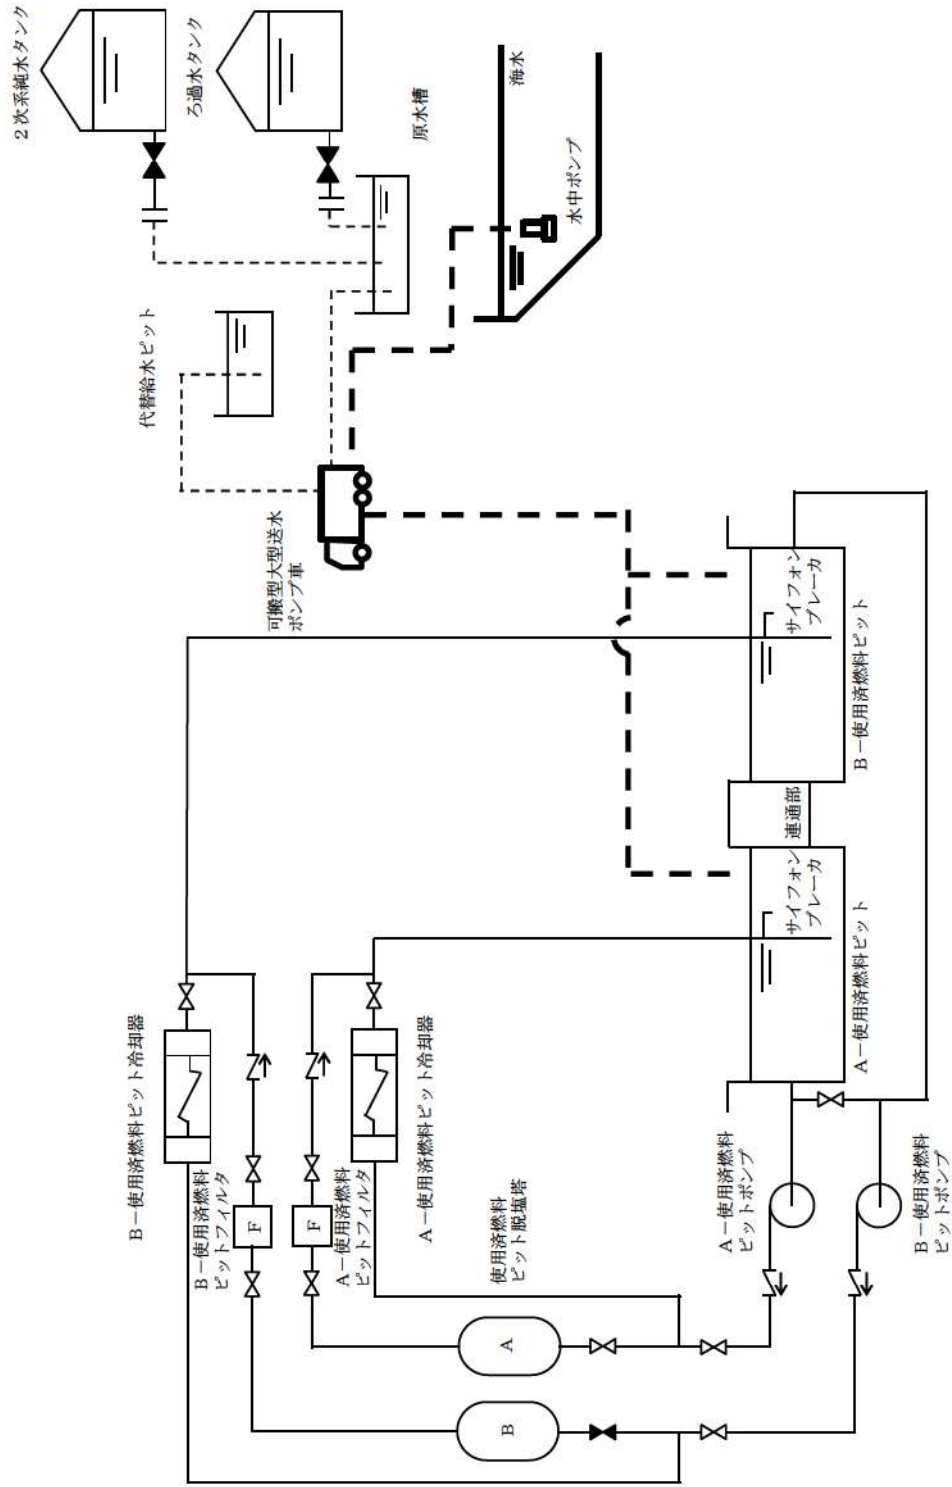 B－使用済燃料ピット冷却器
B－使用済燃料
ピットフィルタ
F
F
A－使用済燃料
ピットフィルタ
A－使用済燃料ピット冷却器
使用済燃料
ピット脱塩塔
A
B
A－使用済燃料
ピットポンプ
B－使用済燃料
ピットポンプ
サイフォン
ブレーカ
A－使用済燃料ピット
連通部
サイフォン
ブレーカ
B－使用済燃料ピット
可搬型大型送水
ポンプ車
代替給水ピット
2次系純水タンク
ろ過水タンク
原水槽
海水
水中ポンプ